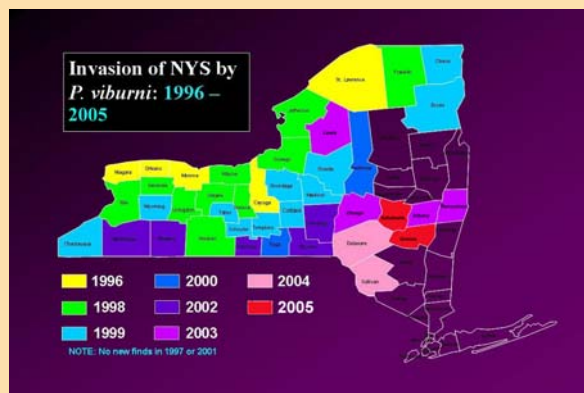 Invasion of NYS by
P. viburni: 1996 –
2005
St. Lawrence
Franklin
Clinton
Essex
Jefferson
Lewis
Oswego
Oneida
Herkimer
Niagara
Orleans
Monroe
Wayne
Cayuga
Onondaga
Madison
Genesee
Erie
Wyoming
Livingston
Ontario
Yates
Cortland
Chautauqua
Steuben
Schuyler
Tompkins
Tioga
Otsego
Schoharie
Albany
Rensselaer
Greene
Delaware
Sullivan
1996
1998
1999
2000
2002
2003
2004
2005
NOTE: No new finds in 1997 or 2001